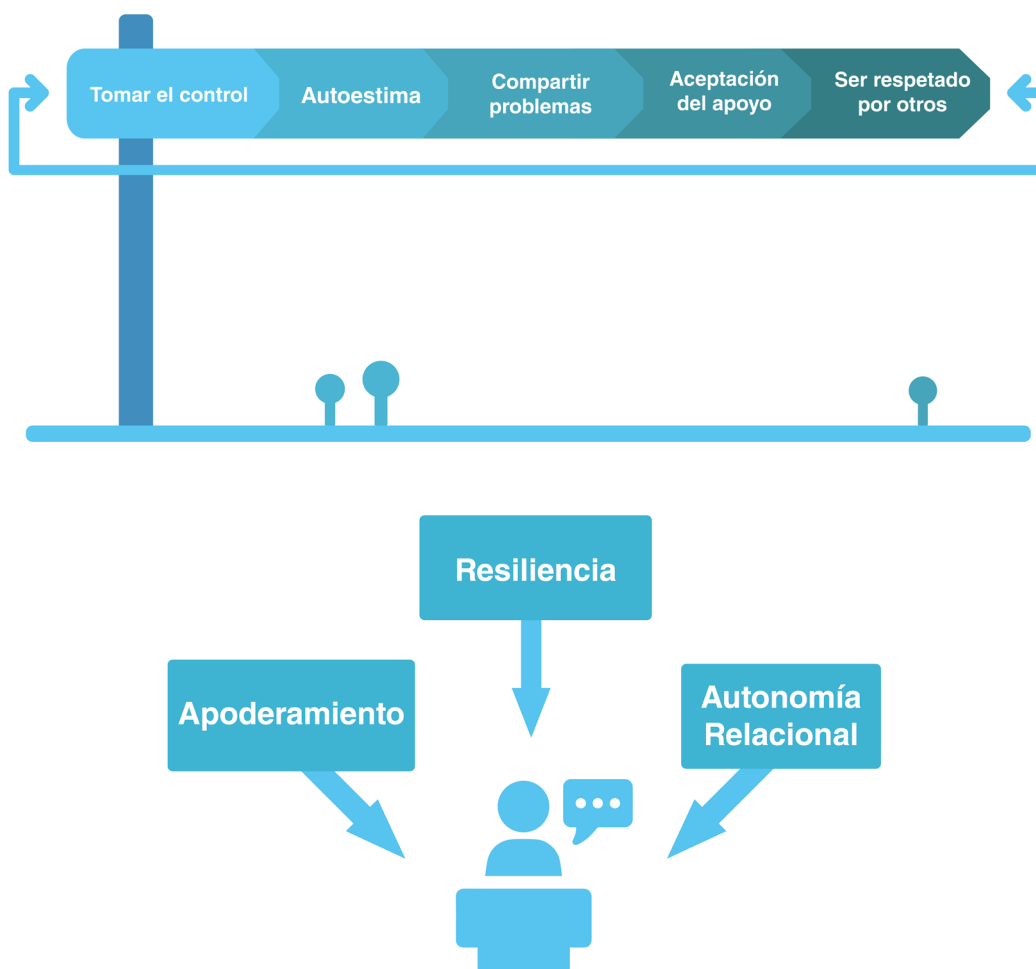 Tomar el control
Autoestima
Compartir
problemas
Aceptación
del apoyo
Ser respetado
por otros
Resiliencia
Apoderamiento
Autonomía
Relacional